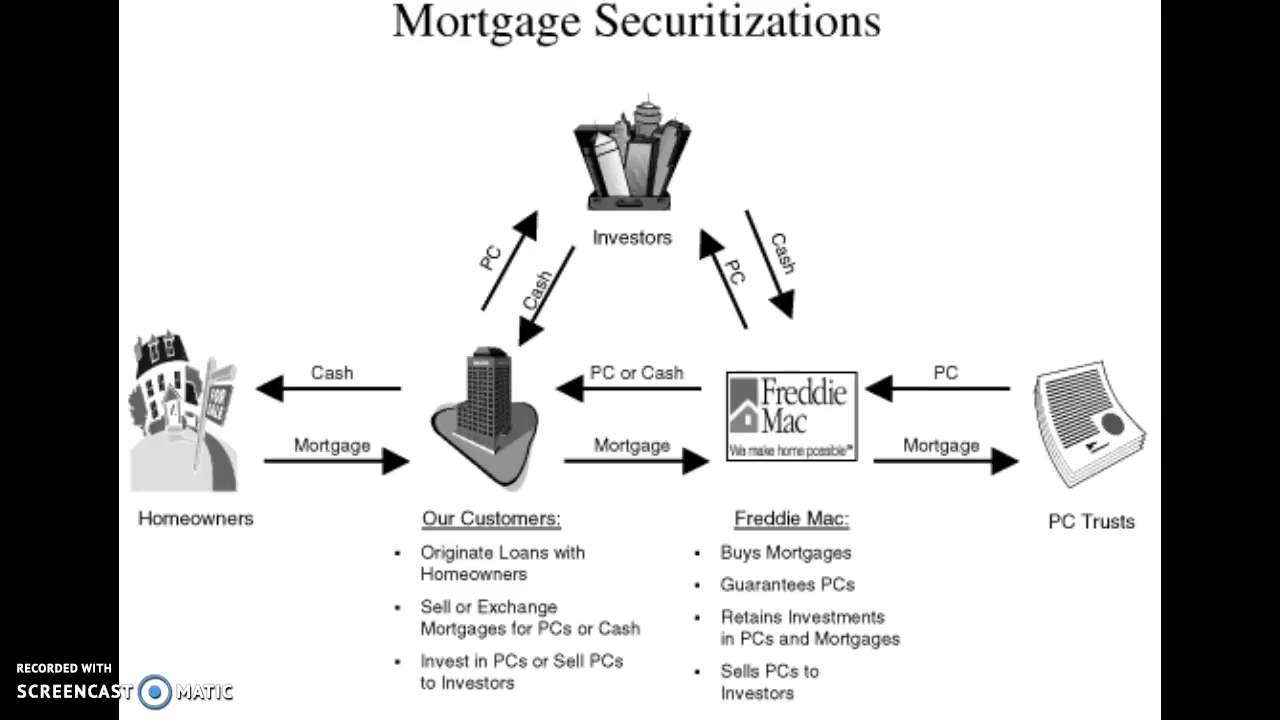 Mortgage Securitizations
Investors
PC
Cash
PC
Cash
Cash
PC or Cash
PC
Freddie
Mac
We make home possible℠
FOR
SALE
Mortgage
Mortgage
Mortgage
Homeowners
Our Customers:
Freddie Mac:
PC Trusts
▪ Originate Loans with
Homeowners
▪ Sell or Exchange
Mortgages for PCs or Cash
▪ Invest in PCs or Sell PCs
to Investors
▪ Buys Mortgages
▪ Guarantees PCs
▪ Retains Investments
in PCs and Mortgages
▪ Sells PCs to
Investors
RECORDED WITH
SCREENCAST MATIC